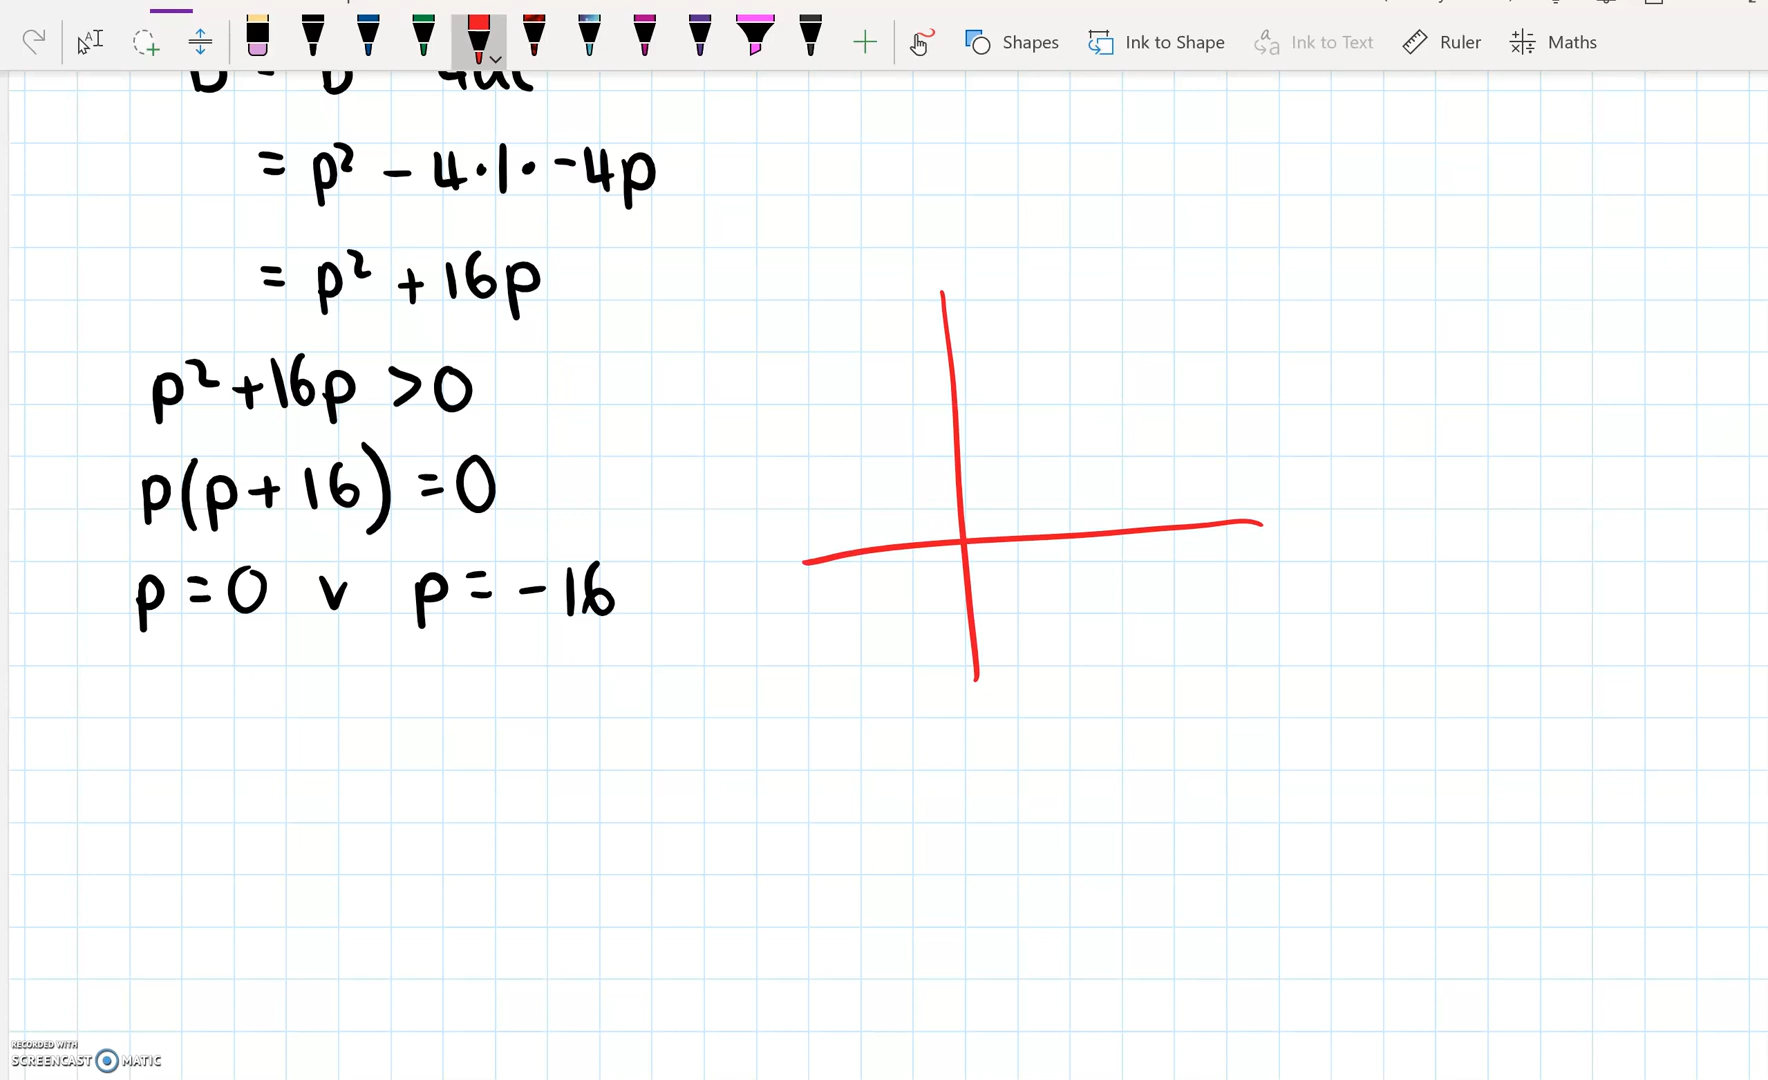 Shapes Ink to Shape Ink to Text Ruler Maths
= p² - 4·1·-4p
= p² + 16p
p² + 16p > 0
p(p + 16) = 0
p = 0 v p = -16
RECORDED WITH
SCREENCAST MATIC